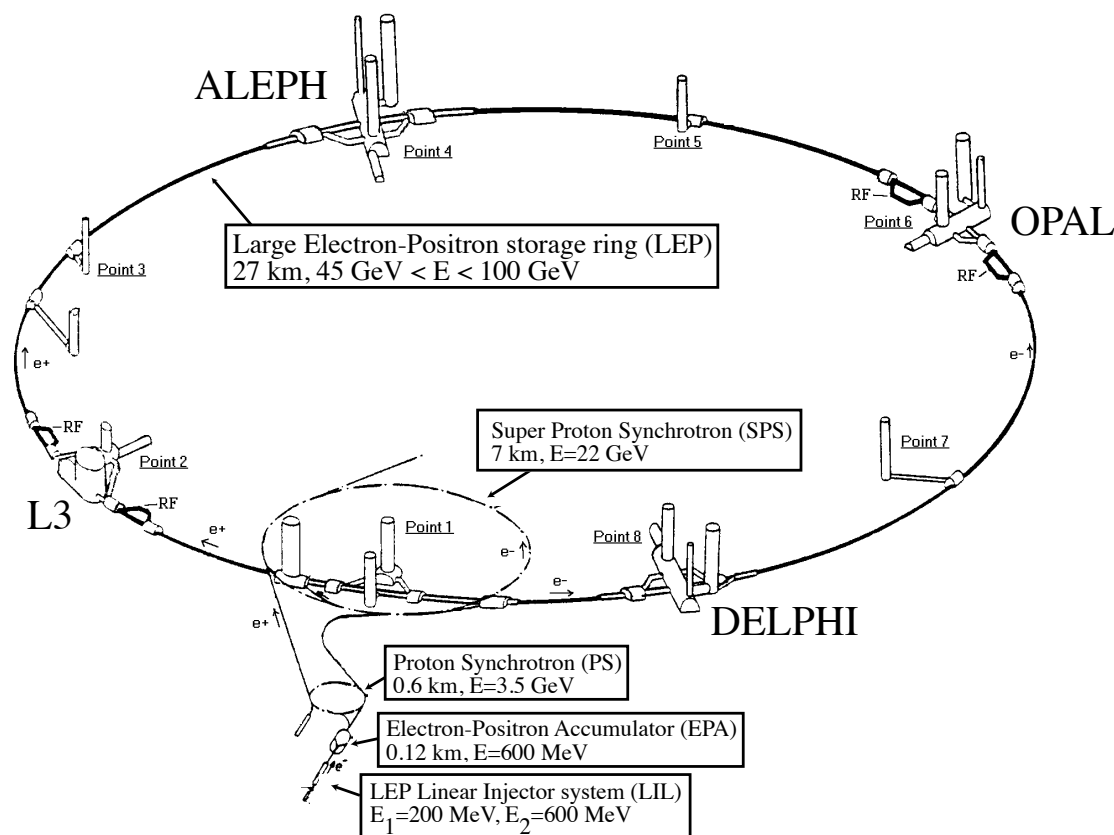 ALEPH
Point 4
Point 5
RF
Point 6
OPAL
RF
Large Electron-Positron storage ring (LEP)
27 km, 45 GeV < E < 100 GeV
Point 3
e+
e-
RF
Point 2
L3
RF
Super Proton Synchrotron (SPS)
7 km, E=22 GeV
Point 7
e+
Point 1
e-
Point 8
e-
DELPHI
e+
Proton Synchrotron (PS)
0.6 km, E=3.5 GeV
Electron-Positron Accumulator (EPA)
0.12 km, E=600 MeV
e-
LEP Linear Injector system (LIL)
E1=200 MeV, E2=600 MeV